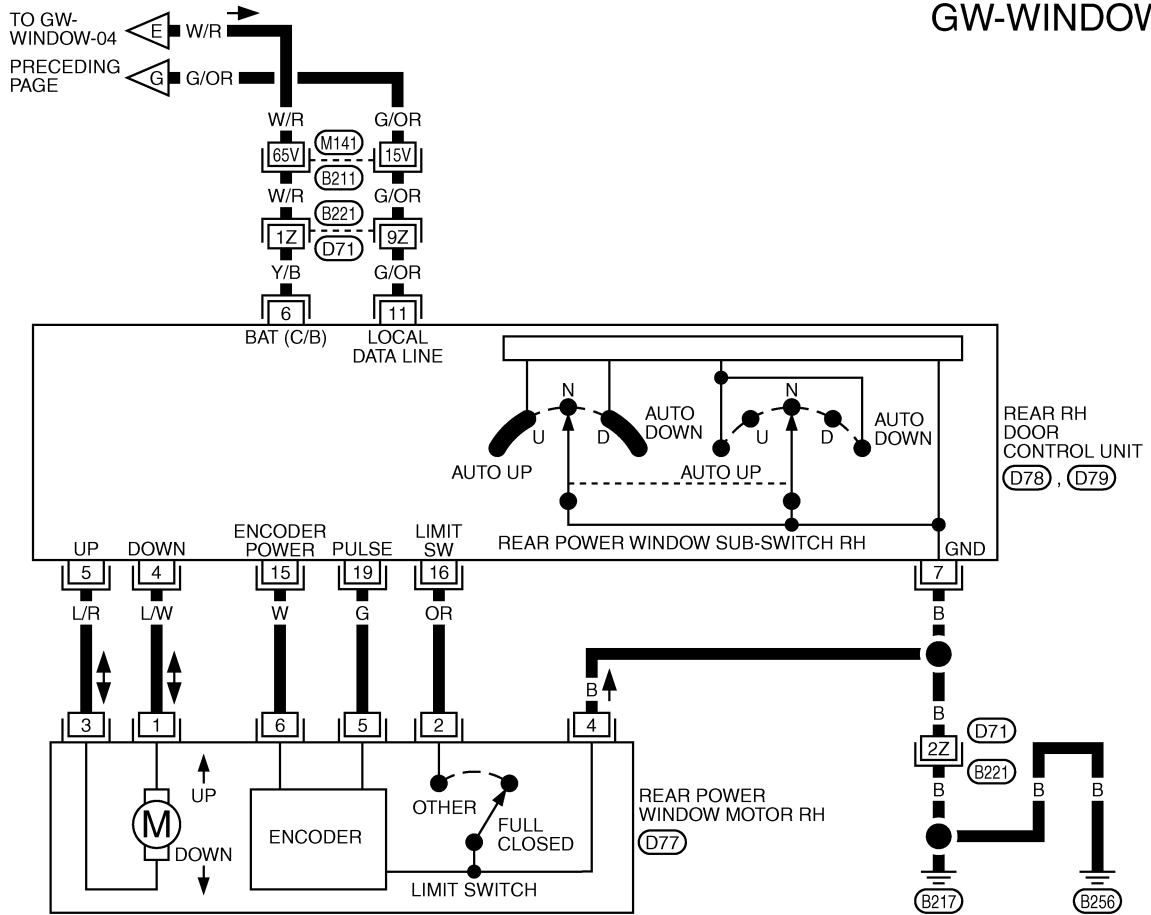 GW-WINDOW
TO GW-
WINDOW-04
E
W/R
PRECEDING
PAGE
G
G/OR
W/R
G/OR
65V
M141
15V
B211
W/R
G/OR
B221
1Z
9Z
D71
Y/B
G/OR
6
11
BAT (C/B)
LOCAL
DATA LINE
N
U
D
AUTO
DOWN
AUTO UP
N
U
D
AUTO
DOWN
AUTO UP
REAR RH
DOOR
CONTROL UNIT
D78 , D79
REAR POWER WINDOW SUB-SWITCH RH
UP
DOWN
ENCODER
POWER
PULSE
LIMIT
SW
GND
5
4
15
19
16
7
L/R
L/W
W
G
OR
B
B
B
3
1
6
5
2
4
D71
2Z
B221
UP
M
DOWN
ENCODER
OTHER
FULL
CLOSED
LIMIT SWITCH
REAR POWER
WINDOW MOTOR RH
D77
B
B
B
B217
B256